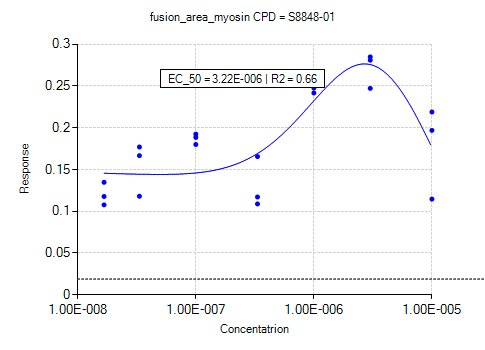 fusion_area_myosin CPD = S8848-01
0.3
EC_50 = 3.22E-006 | R2 = 0.66
0.25
0.2
Response
0.15
0.1
0.05
0
1.00E-008 1.00E-007 1.00E-006 1.00E-005
Concentatrion